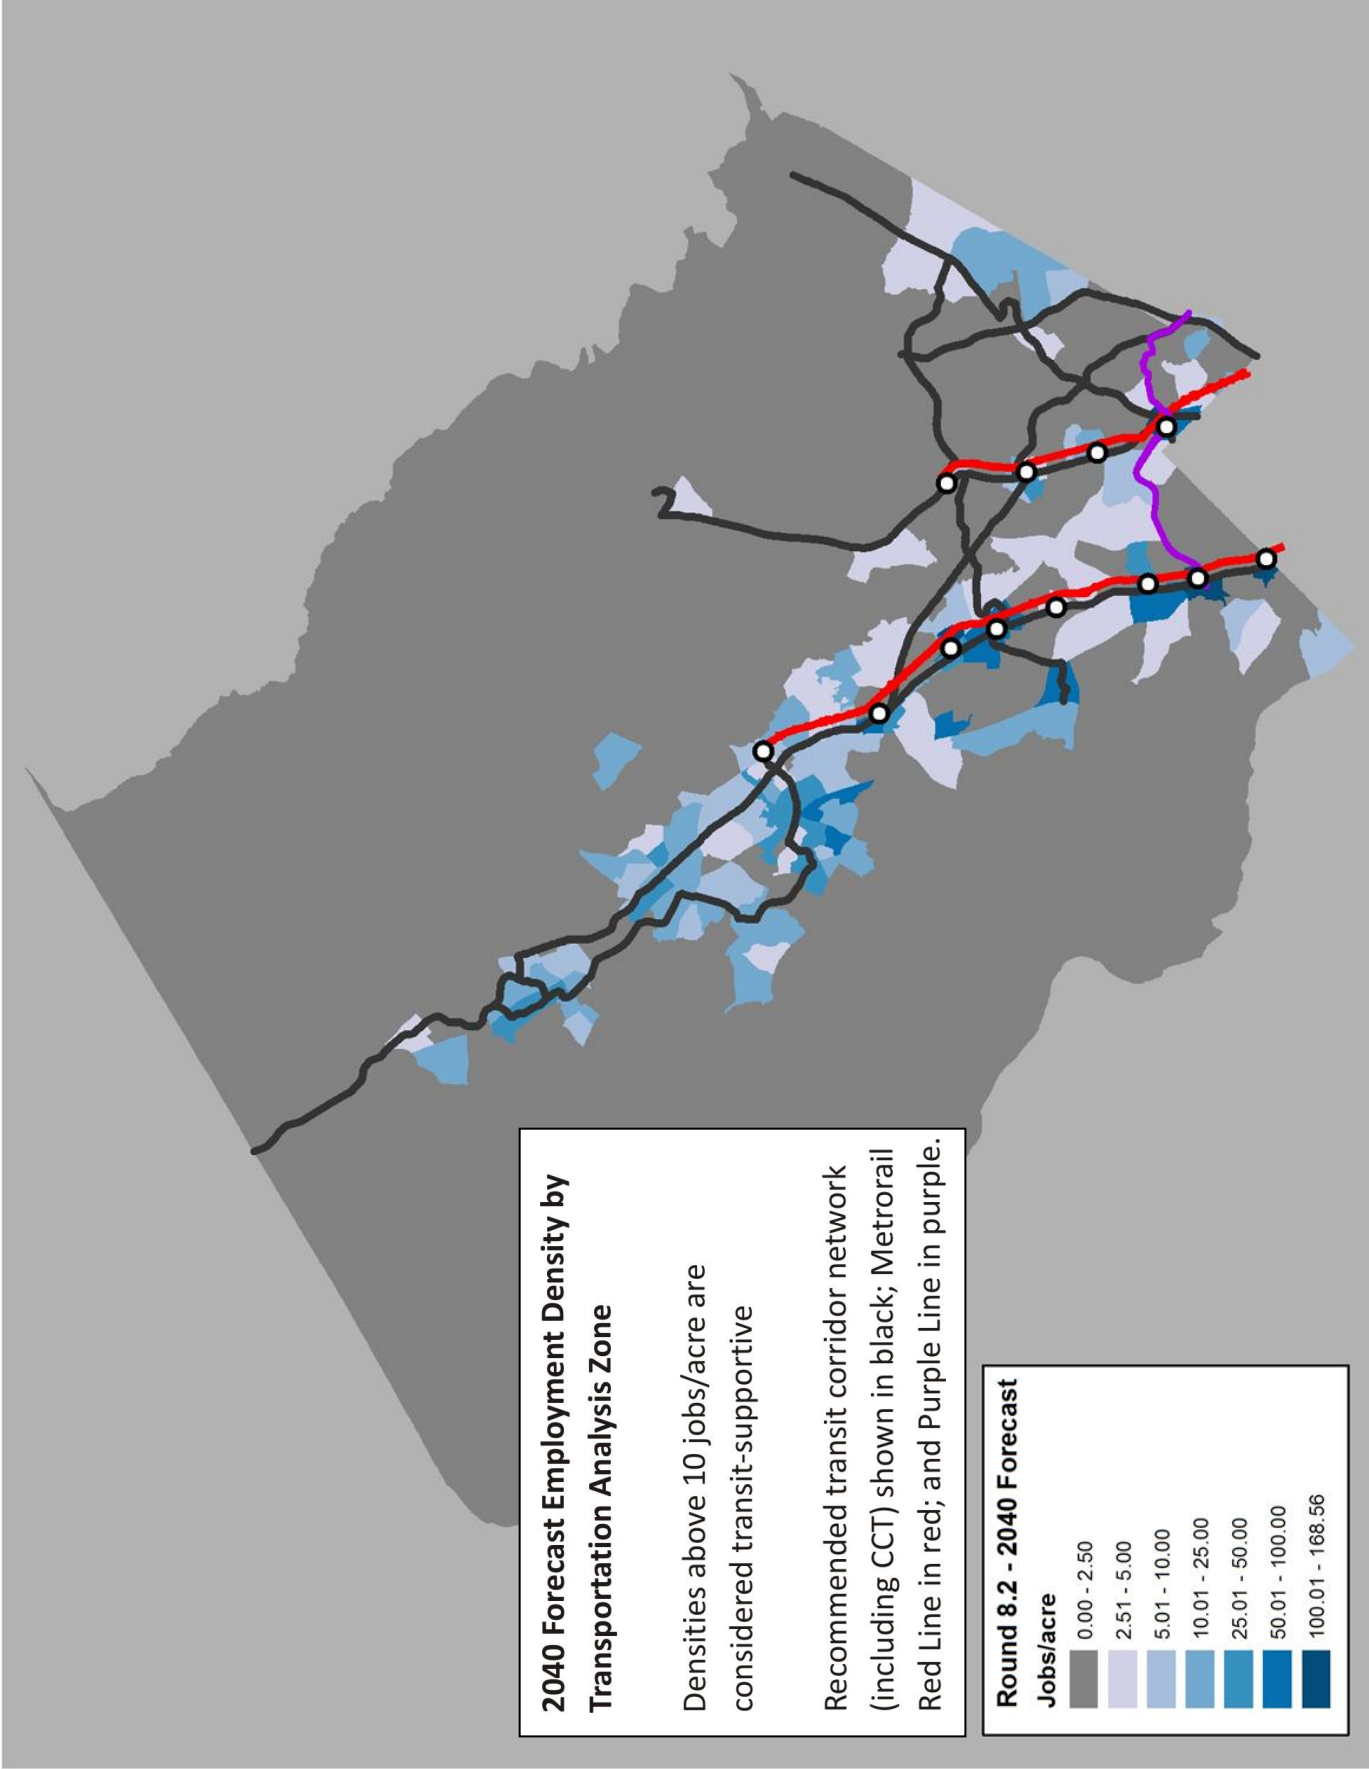 2040 Forecast Employment Density by
Transportation Analysis Zone
Densities above 10 jobs/acre are
considered transit-supportive
Recommended transit corridor network
(including CCT) shown in black; Metrorail
Red Line in red; and Purple Line in purple.
Round 8.2 - 2040 Forecast
Jobs/acre
0.00 - 2.50
2.51 - 5.00
5.01 - 10.00
10.01 - 25.00
25.01 - 50.00
50.01 - 100.00
100.01 - 168.56